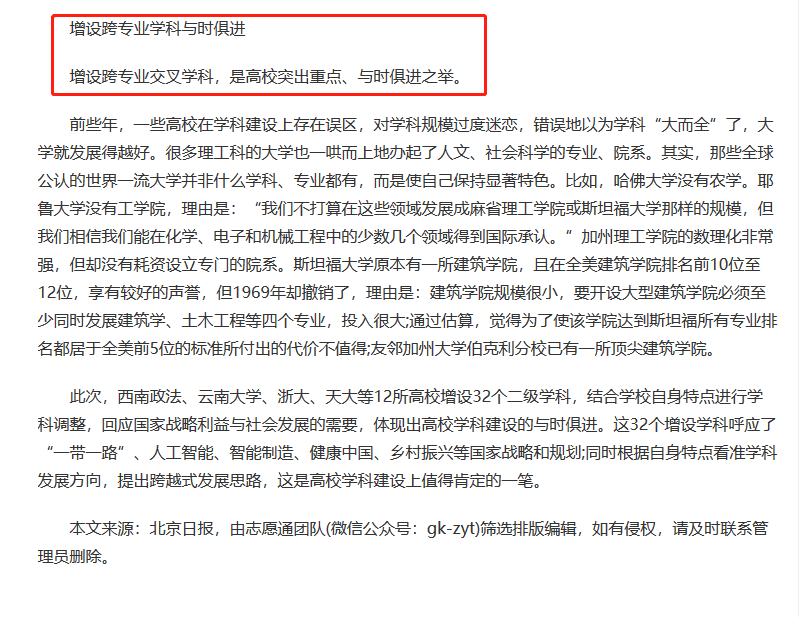 增设跨专业学科与时俱进
增设跨专业交叉学科，是高校突出重点、与时俱进之举。
前些年，一些高校在学科建设上存在误区，对学科规模过度迷恋，错误地以为学科“大而全”了，大
学就发展得越好。很多理工科的大学也一哄而上地办起了人文、社会科学的专业、院系。其实，那些全球
公认的世界一流大学并非什么学科、专业都有，而是使自己保持显著特色。比如，哈佛大学没有农学。耶
鲁大学没有工学院，理由是：“我们不打算在这些领域发展成麻省理工学院或斯坦福大学那样的规模，但
我们相信我们能在化学、电子和机械工程中的少数几个领域得到国际承认。”加州理工学院的数理化非常
强，但却没有耗资设立专门的院系。斯坦福大学原本有一所建筑学院，且在全美建筑学院排名前10位至
12位，享有较好的声誉，但1969年却撤销了，理由是：建筑学院规模很小，要开设大型建筑学院必须至
少同时发展建筑学、土木工程等四个专业，投入很大;通过估算，觉得为了使该学院达到斯坦福所有专业排
名都居于全美前5位的标准所付出的代价不值得;友邻加州大学伯克利分校已有一所顶尖建筑学院。
此次，西南政法、云南大学、浙大、天大等12所高校增设32个二级学科，结合学校自身特点进行学
科调整，回应国家战略利益与社会发展的需要，体现出高校学科建设的与时俱进。这32个增设学科呼应了
“一带一路”、人工智能、智能制造、健康中国、乡村振兴等国家战略和规划;同时根据自身特点看准学科
发展方向，提出跨越式发展思路，这是高校学科建设上值得肯定的一笔。
本文来源：北京日报，由志愿通团队(微信公众号：gk-zyt)筛选排版编辑，如有侵权，请及时联系管
理员删除。